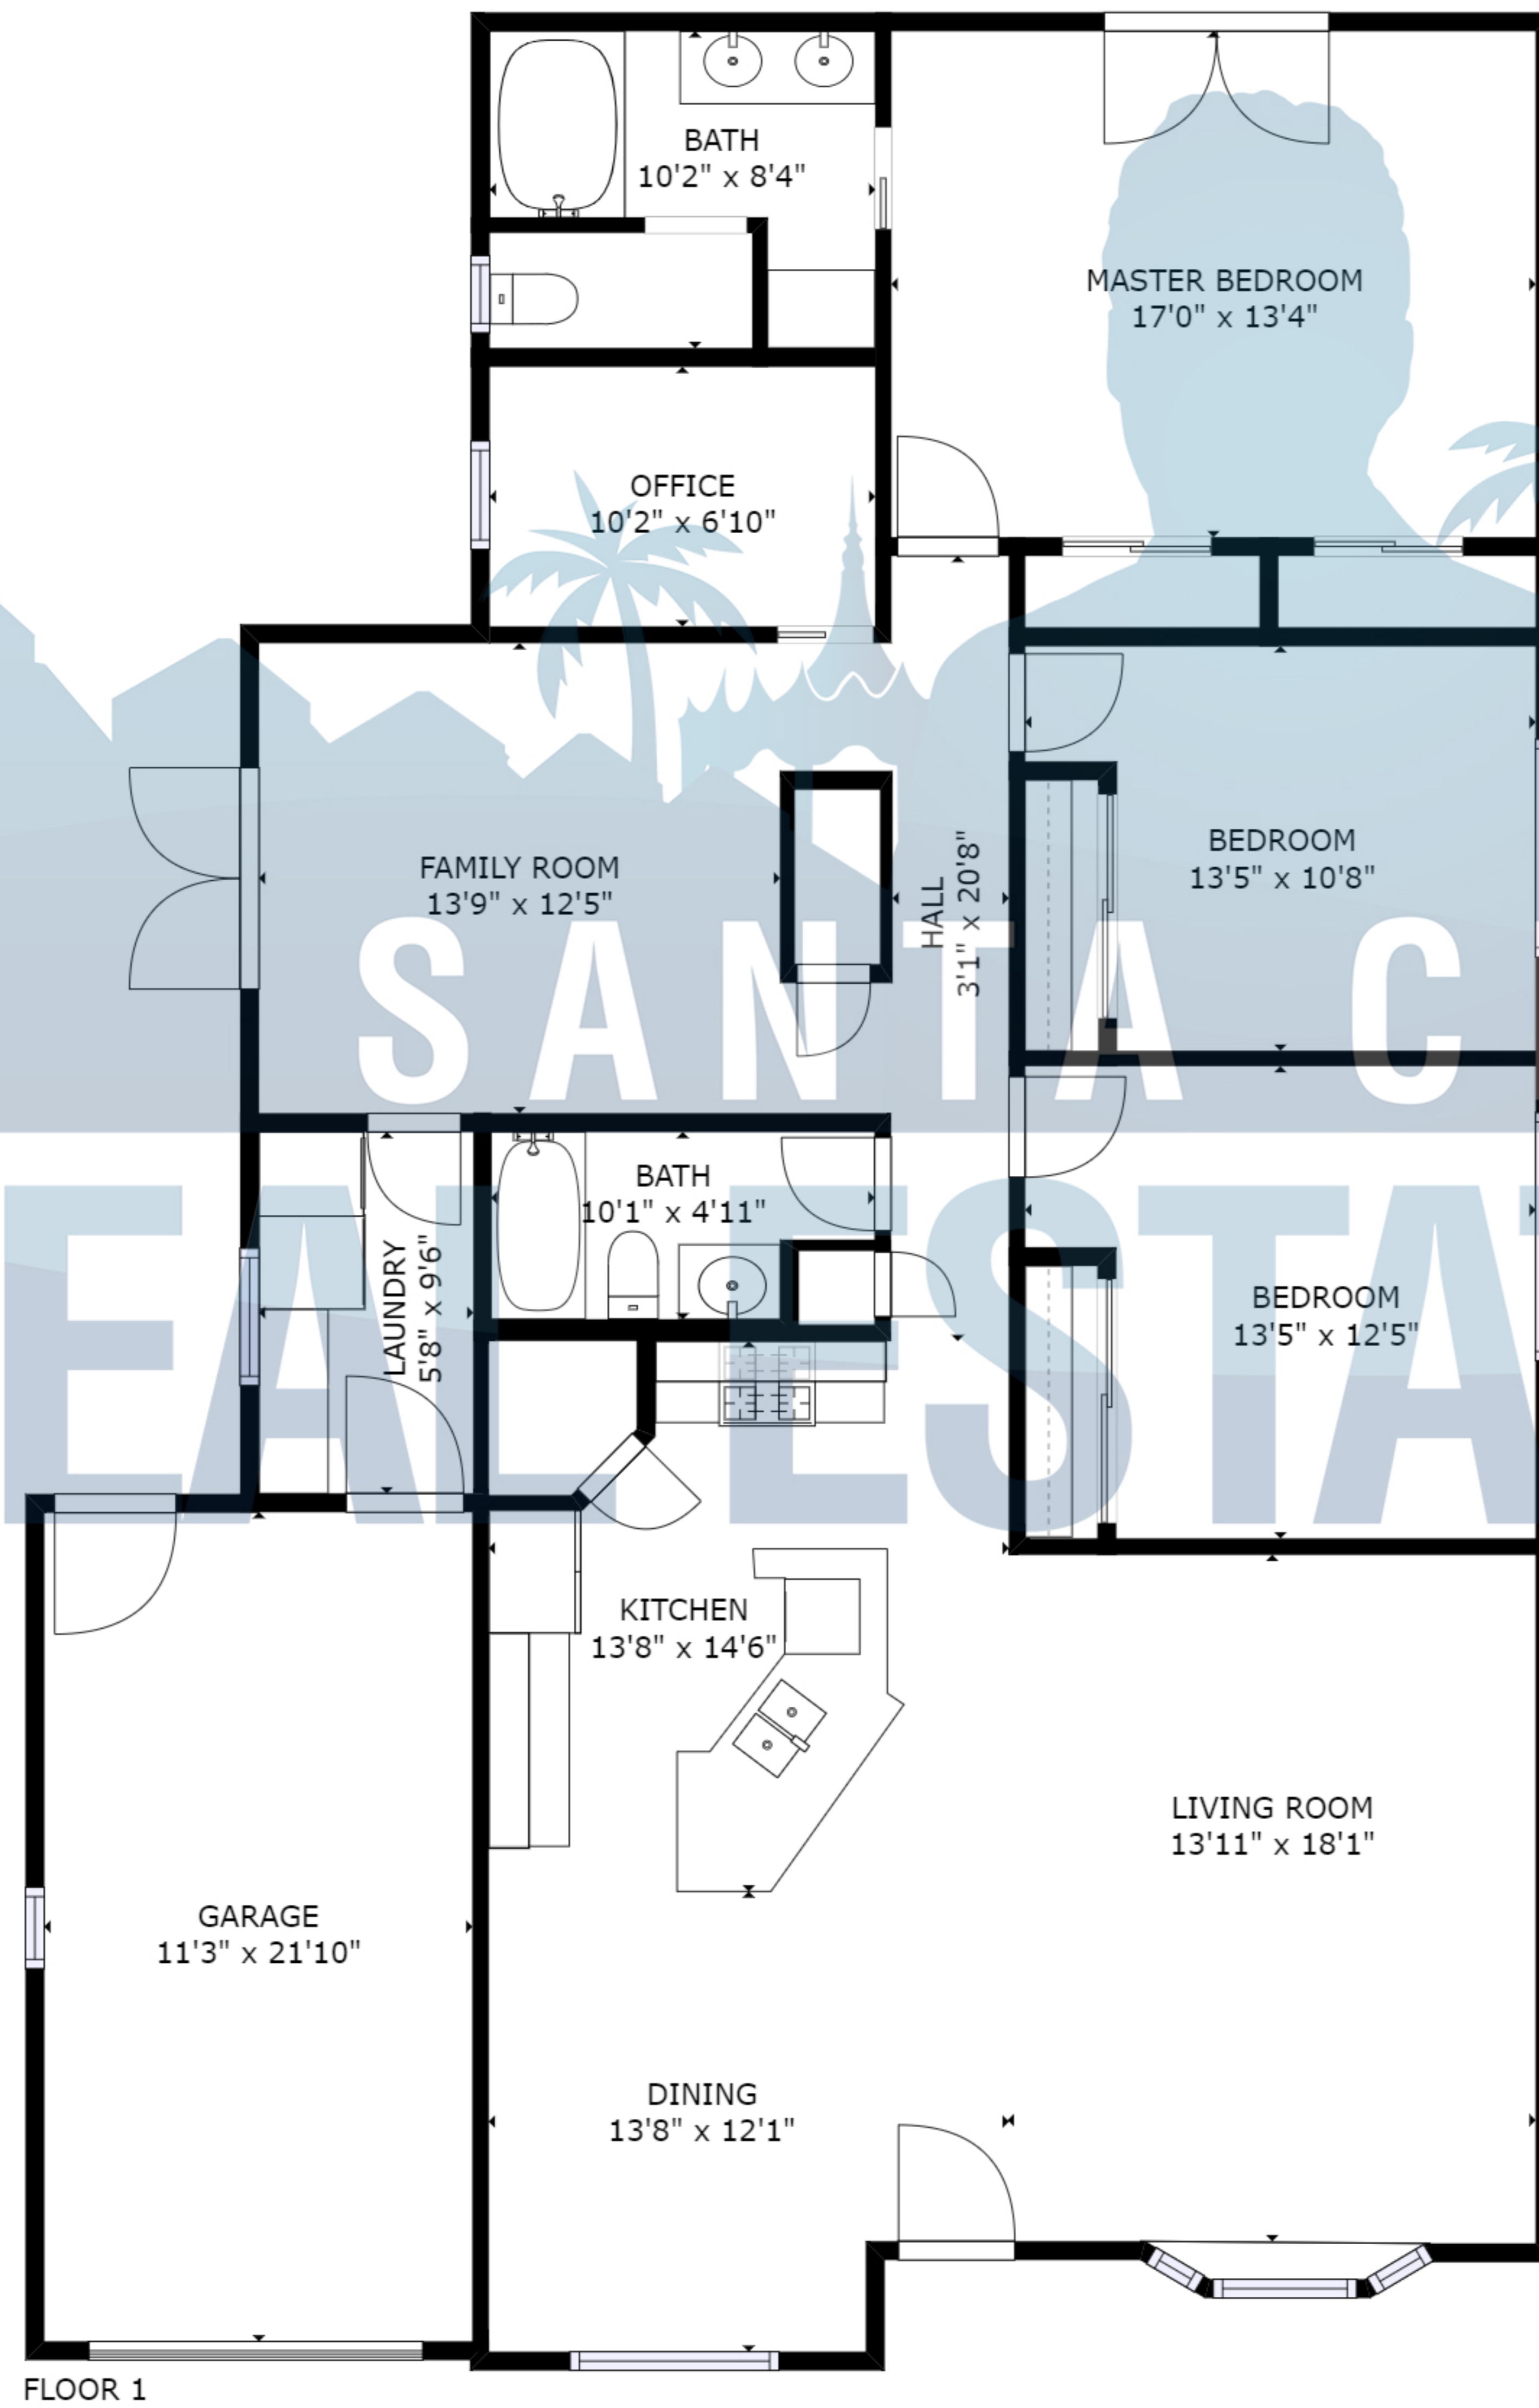 BATH
10'2" x 8'4"
MASTER BEDROOM
17'0" x 13'4"
OFFICE
10'2" x 6'10"
FAMILY ROOM
13'9" x 12'5"
HALL
3'1" x 20'8"
BEDROOM
13'5" x 10'8"
SANTA C
BATH
10'1" x 4'11"
LAUNDRY
5'8" x 9'6"
EAL ESTAT
BEDROOM
13'5" x 12'5"
KITCHEN
13'8" x 14'6"
LIVING ROOM
13'11" x 18'1"
GARAGE
11'3" x 21'10"
DINING
13'8" x 12'1"
FLOOR 1